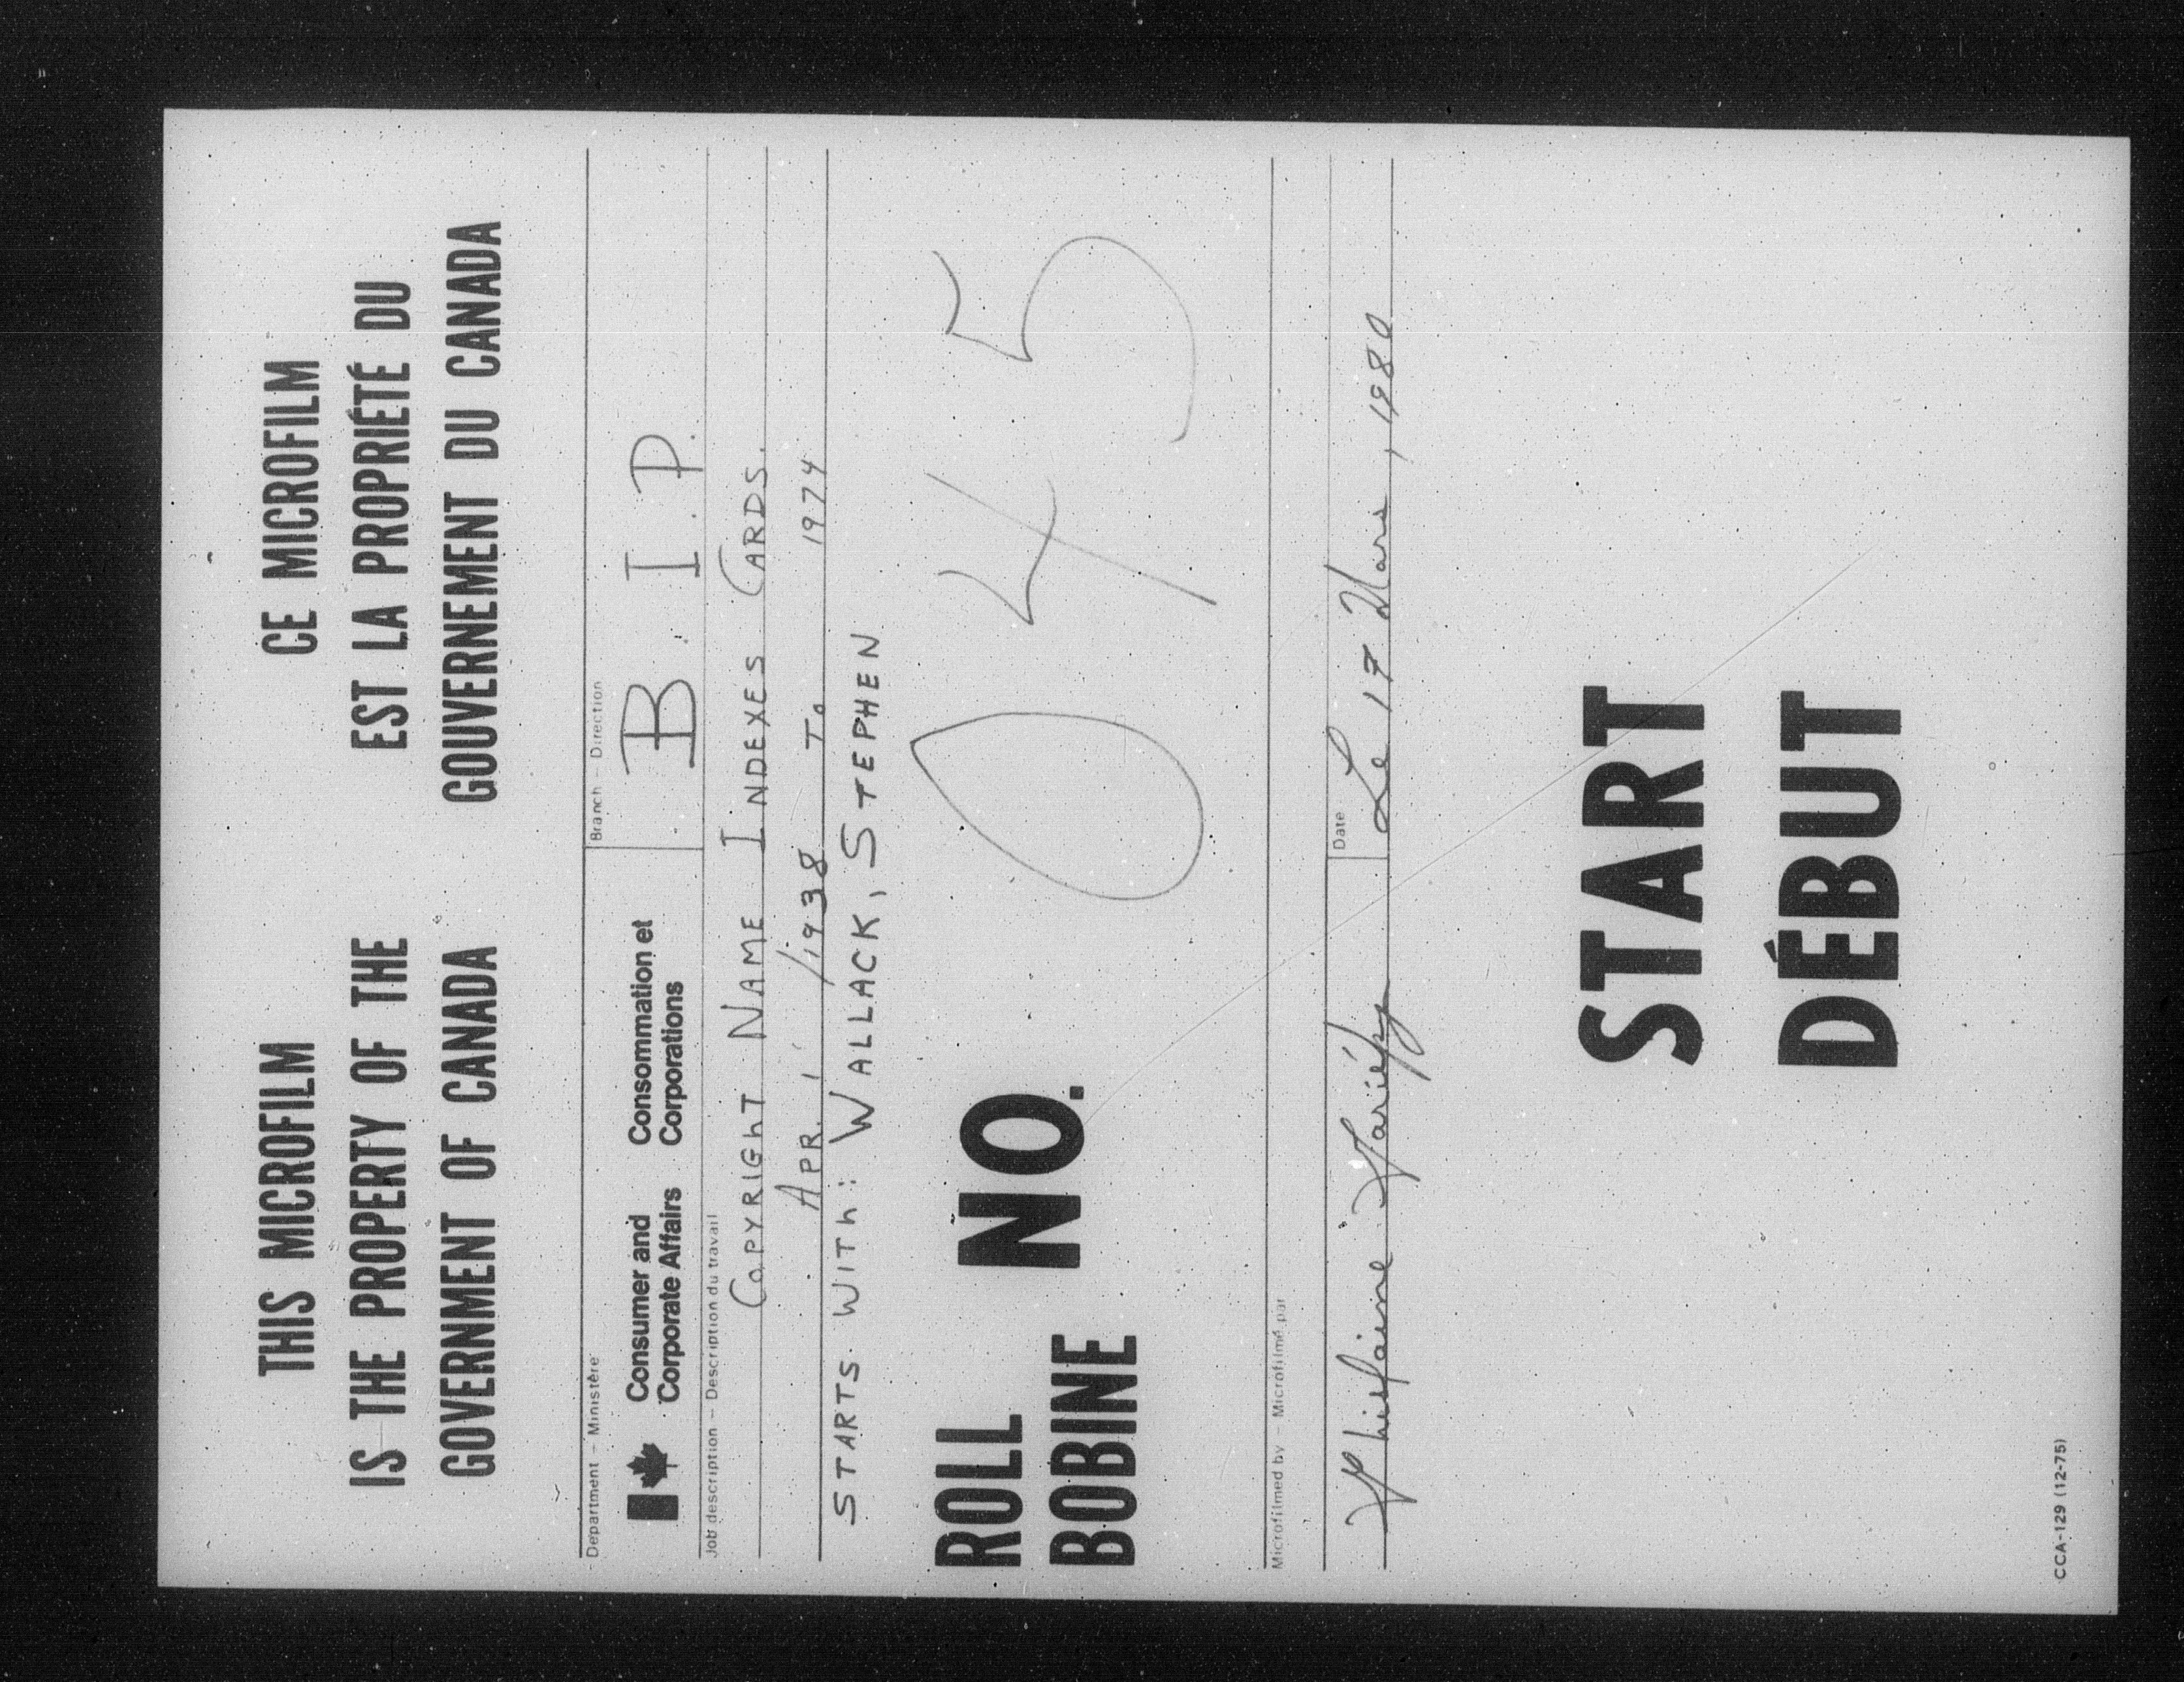 THIS MICROFILM
IS THE PROPERTY OF THE
GOVERNMENT OF CANADA
CE MICROFILM
EST LA PROPRIÉTÉ DU
GOUVERNEMENT DU CANADA
Department – Ministère
Consumer and
Corporate Affairs
Consommation et
Corporations
Branch – Direction
B. I. P.
Job description – Description du travail
COPYRIGHT NAME INDEXES CARDS.
APR. 1 / 1938 To 1974
STARTS WITH: WALLACK, STEPHEN
ROLL NO.
BOBINE
045
Microfilmed by – Microfilmé par
Date
Le 17 Mars, 1980
START
DÉBUT
CCA-129 (12-75)